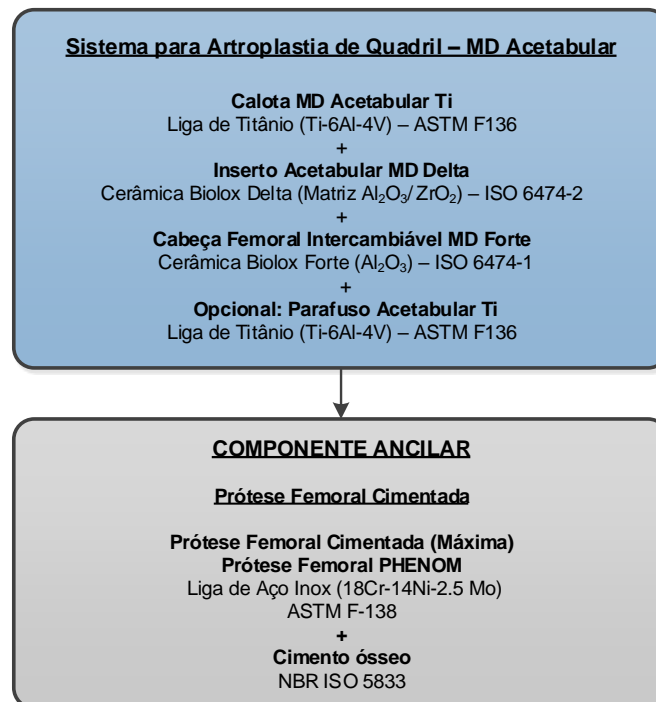 Sistema para Artroplastia de Quadril – MD Acetabular
Calota MD Acetabular Ti
Liga de Titânio (Ti-6Al-4V) – ASTM F136
+
Inserto Acetabular MD Delta
Cerâmica Biolox Delta (Matriz Al₂O₃/ZrO₂) – ISO 6474-2
+
Cabeça Femoral Intercambiável MD Forte
Cerâmica Biolox Forte (Al₂O₃) – ISO 6474-1
+
Opcional: Parafuso Acetabular Ti
Liga de Titânio (Ti-6Al-4V) – ASTM F136
COMPONENTE ANCILAR
Prótese Femoral Cimentada
Prótese Femoral Cimentada (Máxima)
Prótese Femoral PHENOM
Liga de Aço Inox (18Cr-14Ni-2.5 Mo)
ASTM F-138
+
Cimento ósseo
NBR ISO 5833